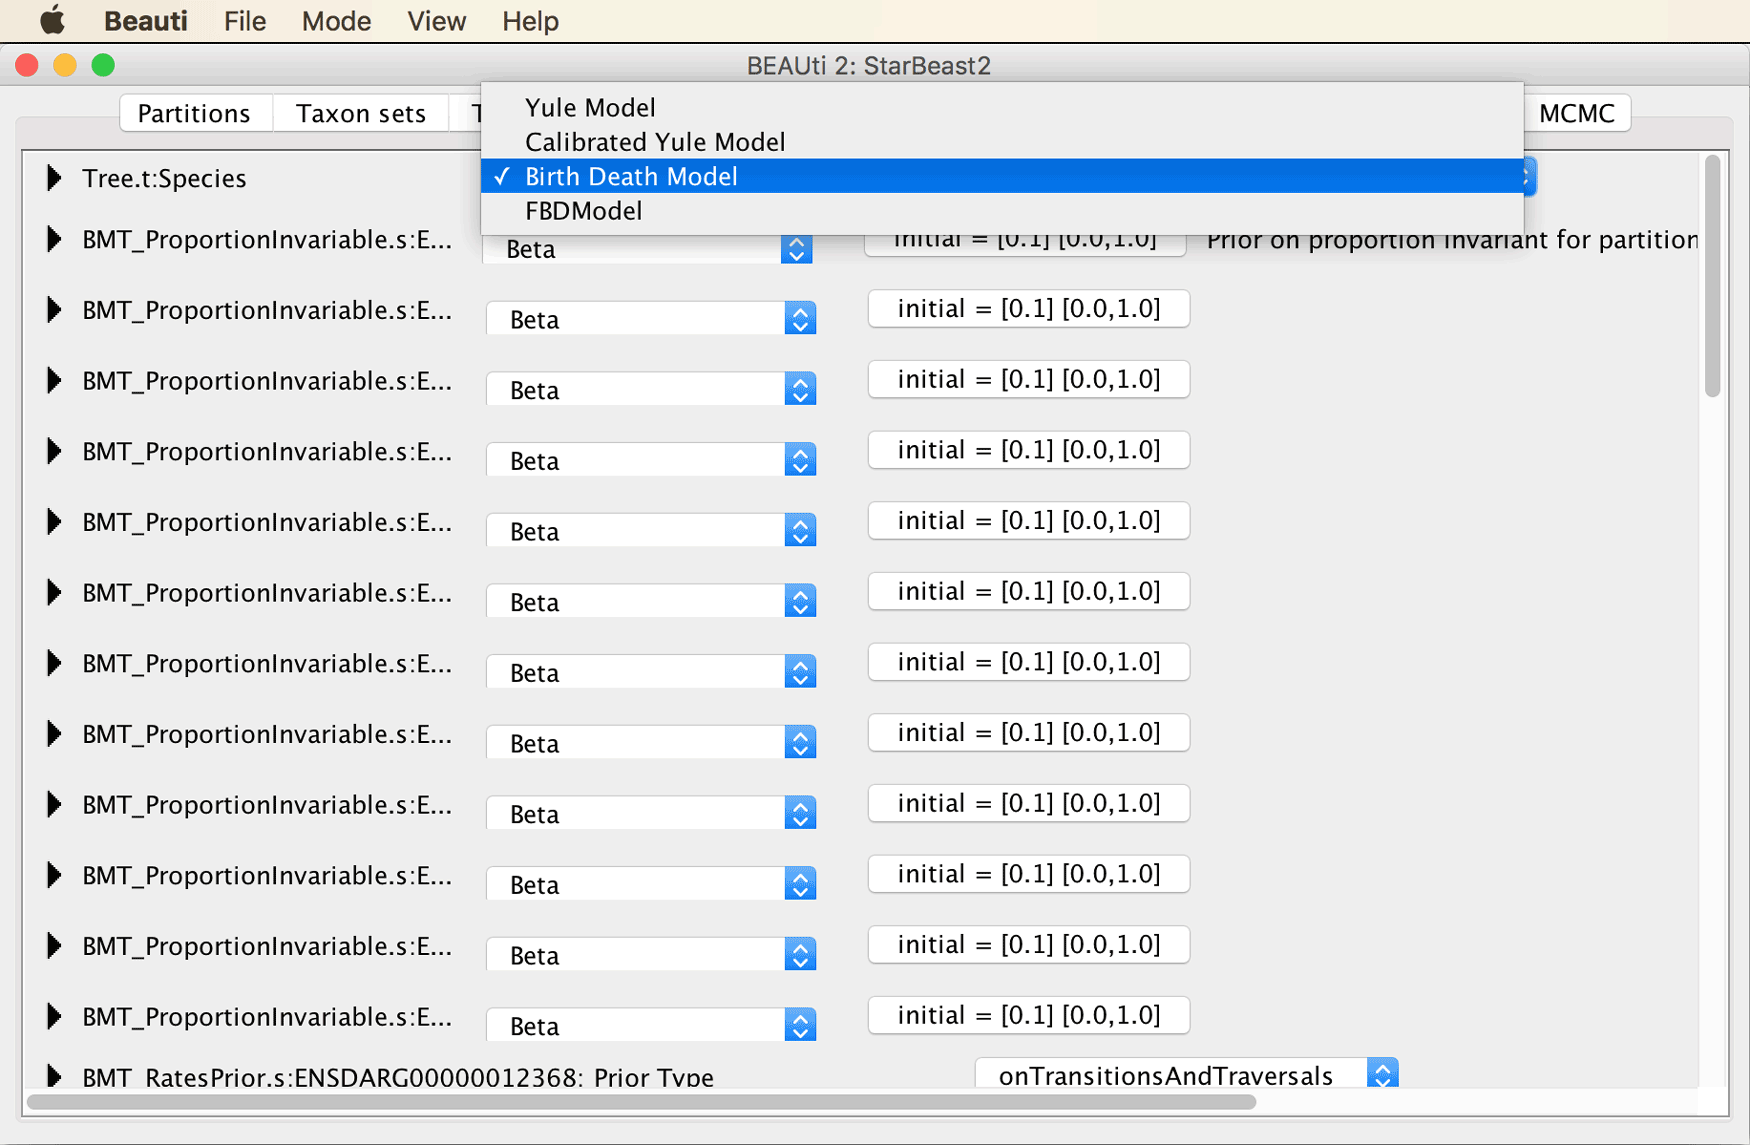 Beauti File Mode View Help
BEAUti 2: StarBeast2
Partitions Taxon sets MCMC
Yule Model
Calibrated Yule Model
✓ Birth Death Model
FBDModel
Tree.t:Species
BMT_ProportionInvariable.s:E... Beta initial = [0.1] [0.0,1.0] Prior on proportion invariant for partition
BMT_ProportionInvariable.s:E... Beta initial = [0.1] [0.0,1.0]
BMT_ProportionInvariable.s:E... Beta initial = [0.1] [0.0,1.0]
BMT_ProportionInvariable.s:E... Beta initial = [0.1] [0.0,1.0]
BMT_ProportionInvariable.s:E... Beta initial = [0.1] [0.0,1.0]
BMT_ProportionInvariable.s:E... Beta initial = [0.1] [0.0,1.0]
BMT_ProportionInvariable.s:E... Beta initial = [0.1] [0.0,1.0]
BMT_ProportionInvariable.s:E... Beta initial = [0.1] [0.0,1.0]
BMT_ProportionInvariable.s:E... Beta initial = [0.1] [0.0,1.0]
BMT_ProportionInvariable.s:E... Beta initial = [0.1] [0.0,1.0]
BMT_ProportionInvariable.s:E... Beta initial = [0.1] [0.0,1.0]
BMT_ProportionInvariable.s:E... Beta initial = [0.1] [0.0,1.0]
BMT_RatesPrior.s:ENSDARG00000012368: Prior Type onTransitionsAndTraversals